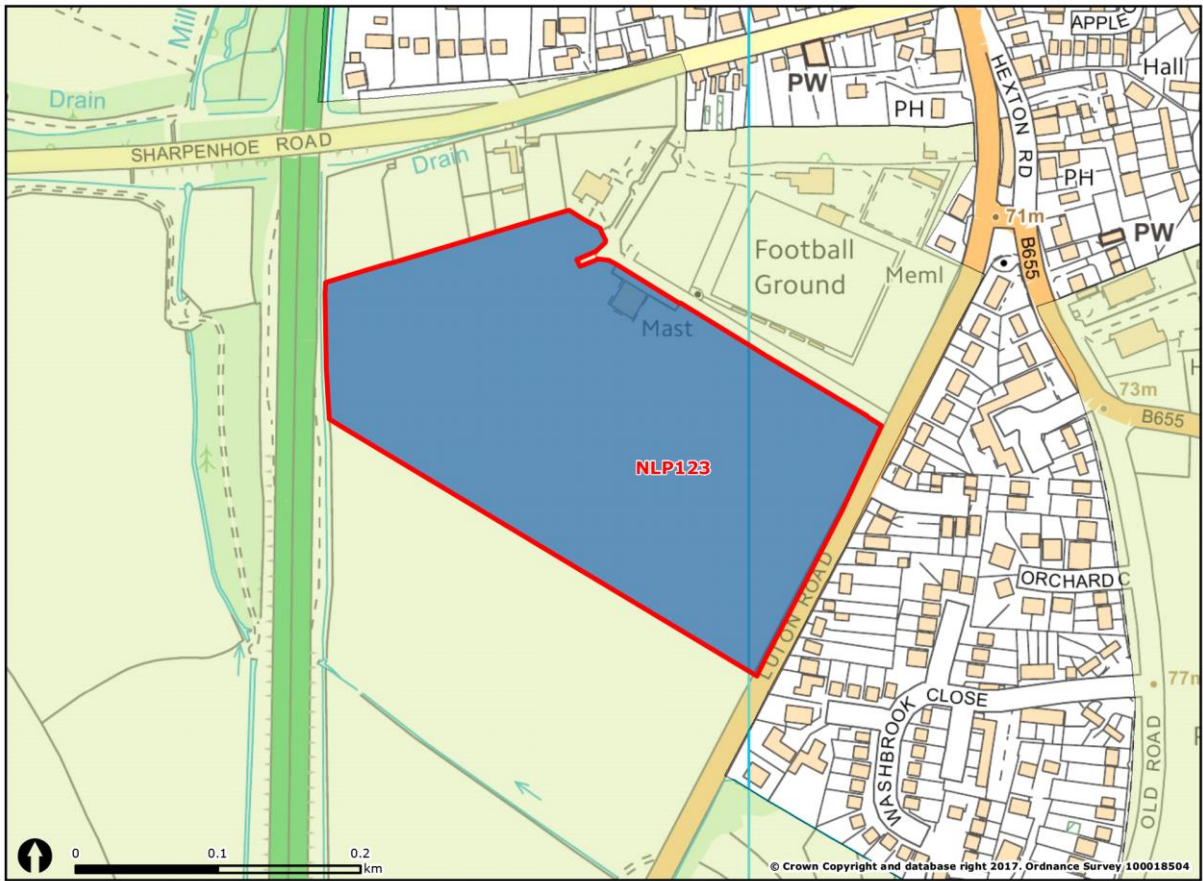 Mill
APPLE
Hall
PW
HEXTON RD
PH
Drain
SHARPENHOE ROAD
Drain
PH
71m
PW
B655
Football
Ground
Meml
Mast
73m
B655
NLP123
ORCHARD C
LUTON ROAD
CLOSE
77m
WASHBROOK
OLD ROAD
0 0.1 0.2
km
© Crown Copyright and database right 2017. Ordnance Survey 100018504